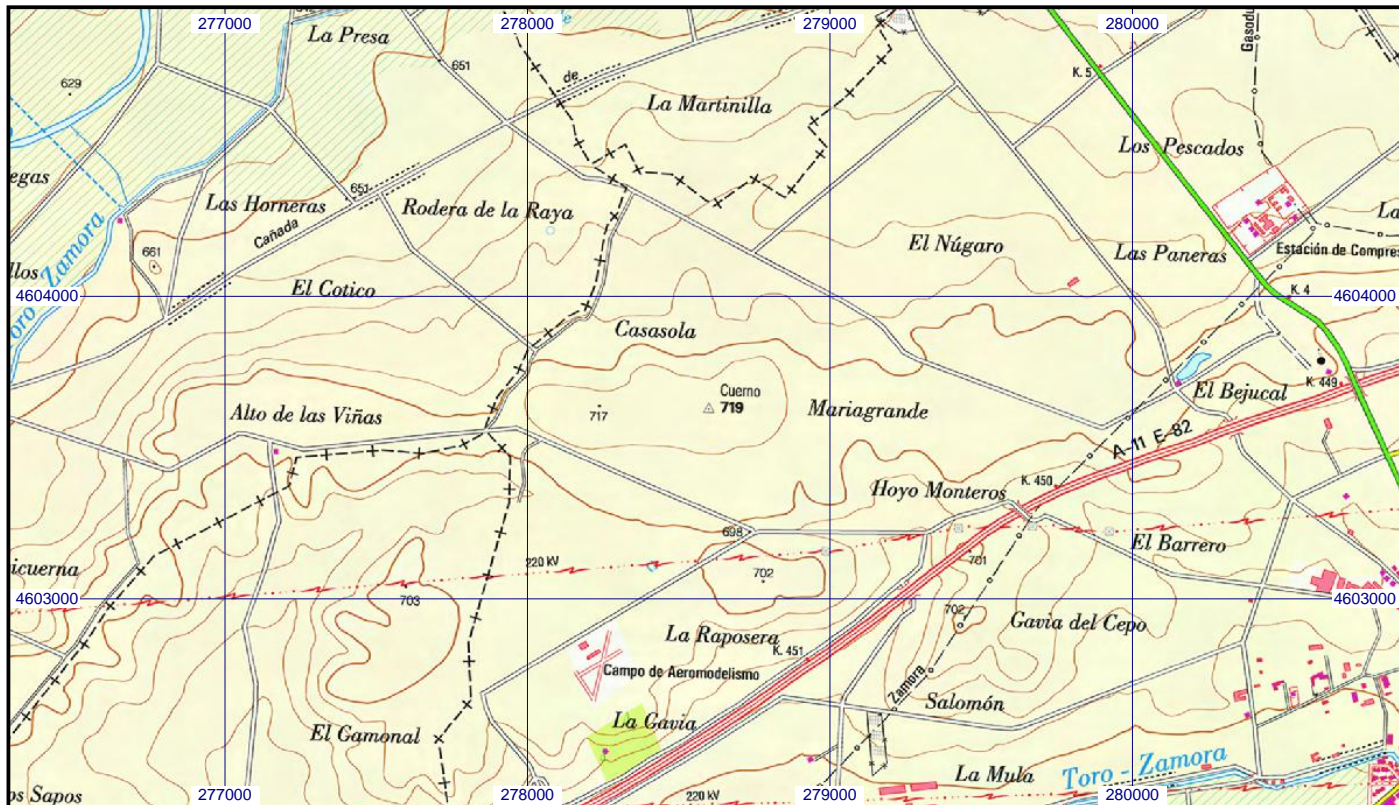 277000
278000
279000
280000
La Presa
651
de
K. 5
Gasodu
629
La Martinilla
Los Pescados
egas
651
Las Horneras
Rodera de la Raya
Cañada
El Núgaro
Las Paneras
La
Estación de Compres
661
llos
Toro Zamora
El Cotico
4604000
4604000
K. 4
Casasola
Cuerno
719
717
Alto de las Viñas
Mariagrande
El Bejucal
K. 449
A-11 E-82
K. 450
Hoyo Monteros
698
El Barrero
220 kV
icuerna
702
701
703
4603000
4603000
702
Gavia del Cepo
La Raposera
K. 451
Campo de Aeromodelismo
Zamora
Salomón
La Gavia
El Gamonal
La Mula
Toro - Zamora
os Sapos
220 kV
277000
278000
279000
280000